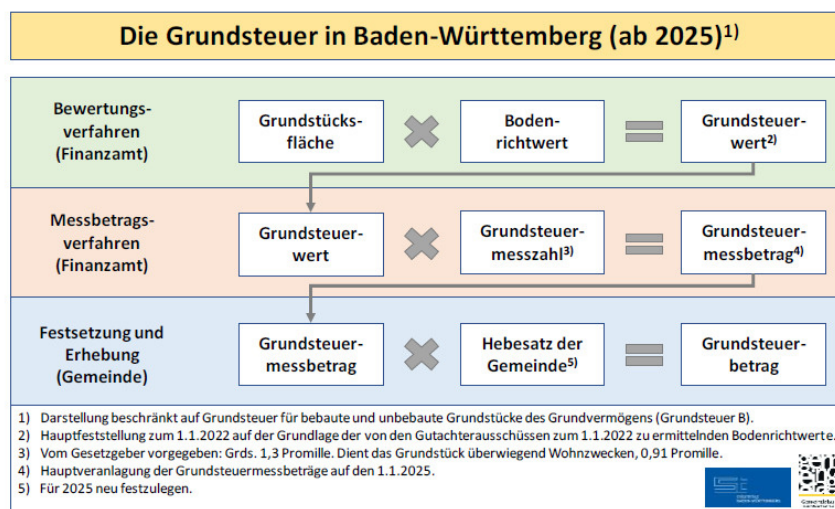 Die Grundsteuer in Baden-Württemberg (ab 2025)1)
Bewertungs-
verfahren
(Finanzamt)
Grundstücks-
fläche
Boden-
richtwert
Grundsteuer-
wert2)
Messbetrags-
verfahren
(Finanzamt)
Grundsteuer-
wert
Grundsteuer-
messzahl3)
Grundsteuer-
messbetrag4)
Festsetzung und
Erhebung
(Gemeinde)
Grundsteuer-
messbetrag
Hebesatz der
Gemeinde5)
Grundsteuer-
betrag
1) Darstellung beschränkt auf Grundsteuer für bebaute und unbebaute Grundstücke des Grundvermögens (Grundsteuer B).
2) Hauptfeststellung zum 1.1.2022 auf der Grundlage der von den Gutachterausschüssen zum 1.1.2022 zu ermittelnden Bodenrichtwerte.
3) Vom Gesetzgeber vorgegeben: Grds. 1,3 Promille. Dient das Grundstück überwiegend Wohnzwecken, 0,91 Promille.
4) Hauptveranlagung der Grundsteuermessbeträge auf den 1.1.2025.
5) Für 2025 neu festzulegen.